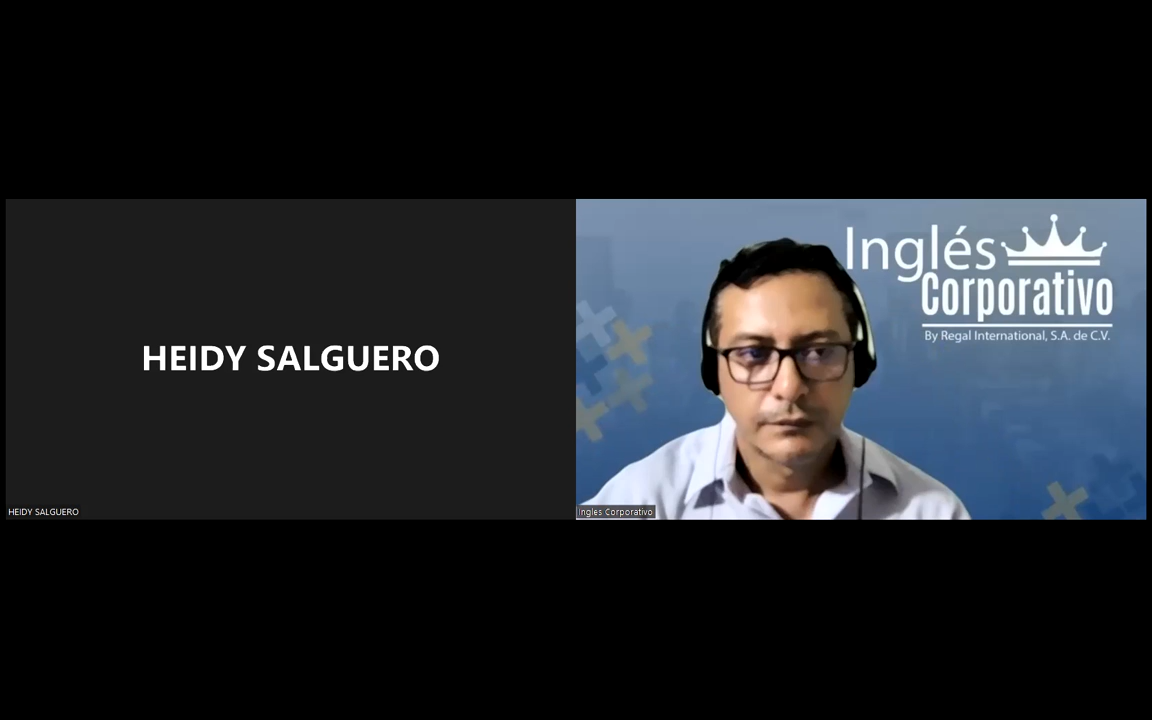 HEIDY SALGUERO
HEIDY SALGUERO
Inglés
Corporativo
By Regal International, S.A. de C.V.
Ingles Corporativo